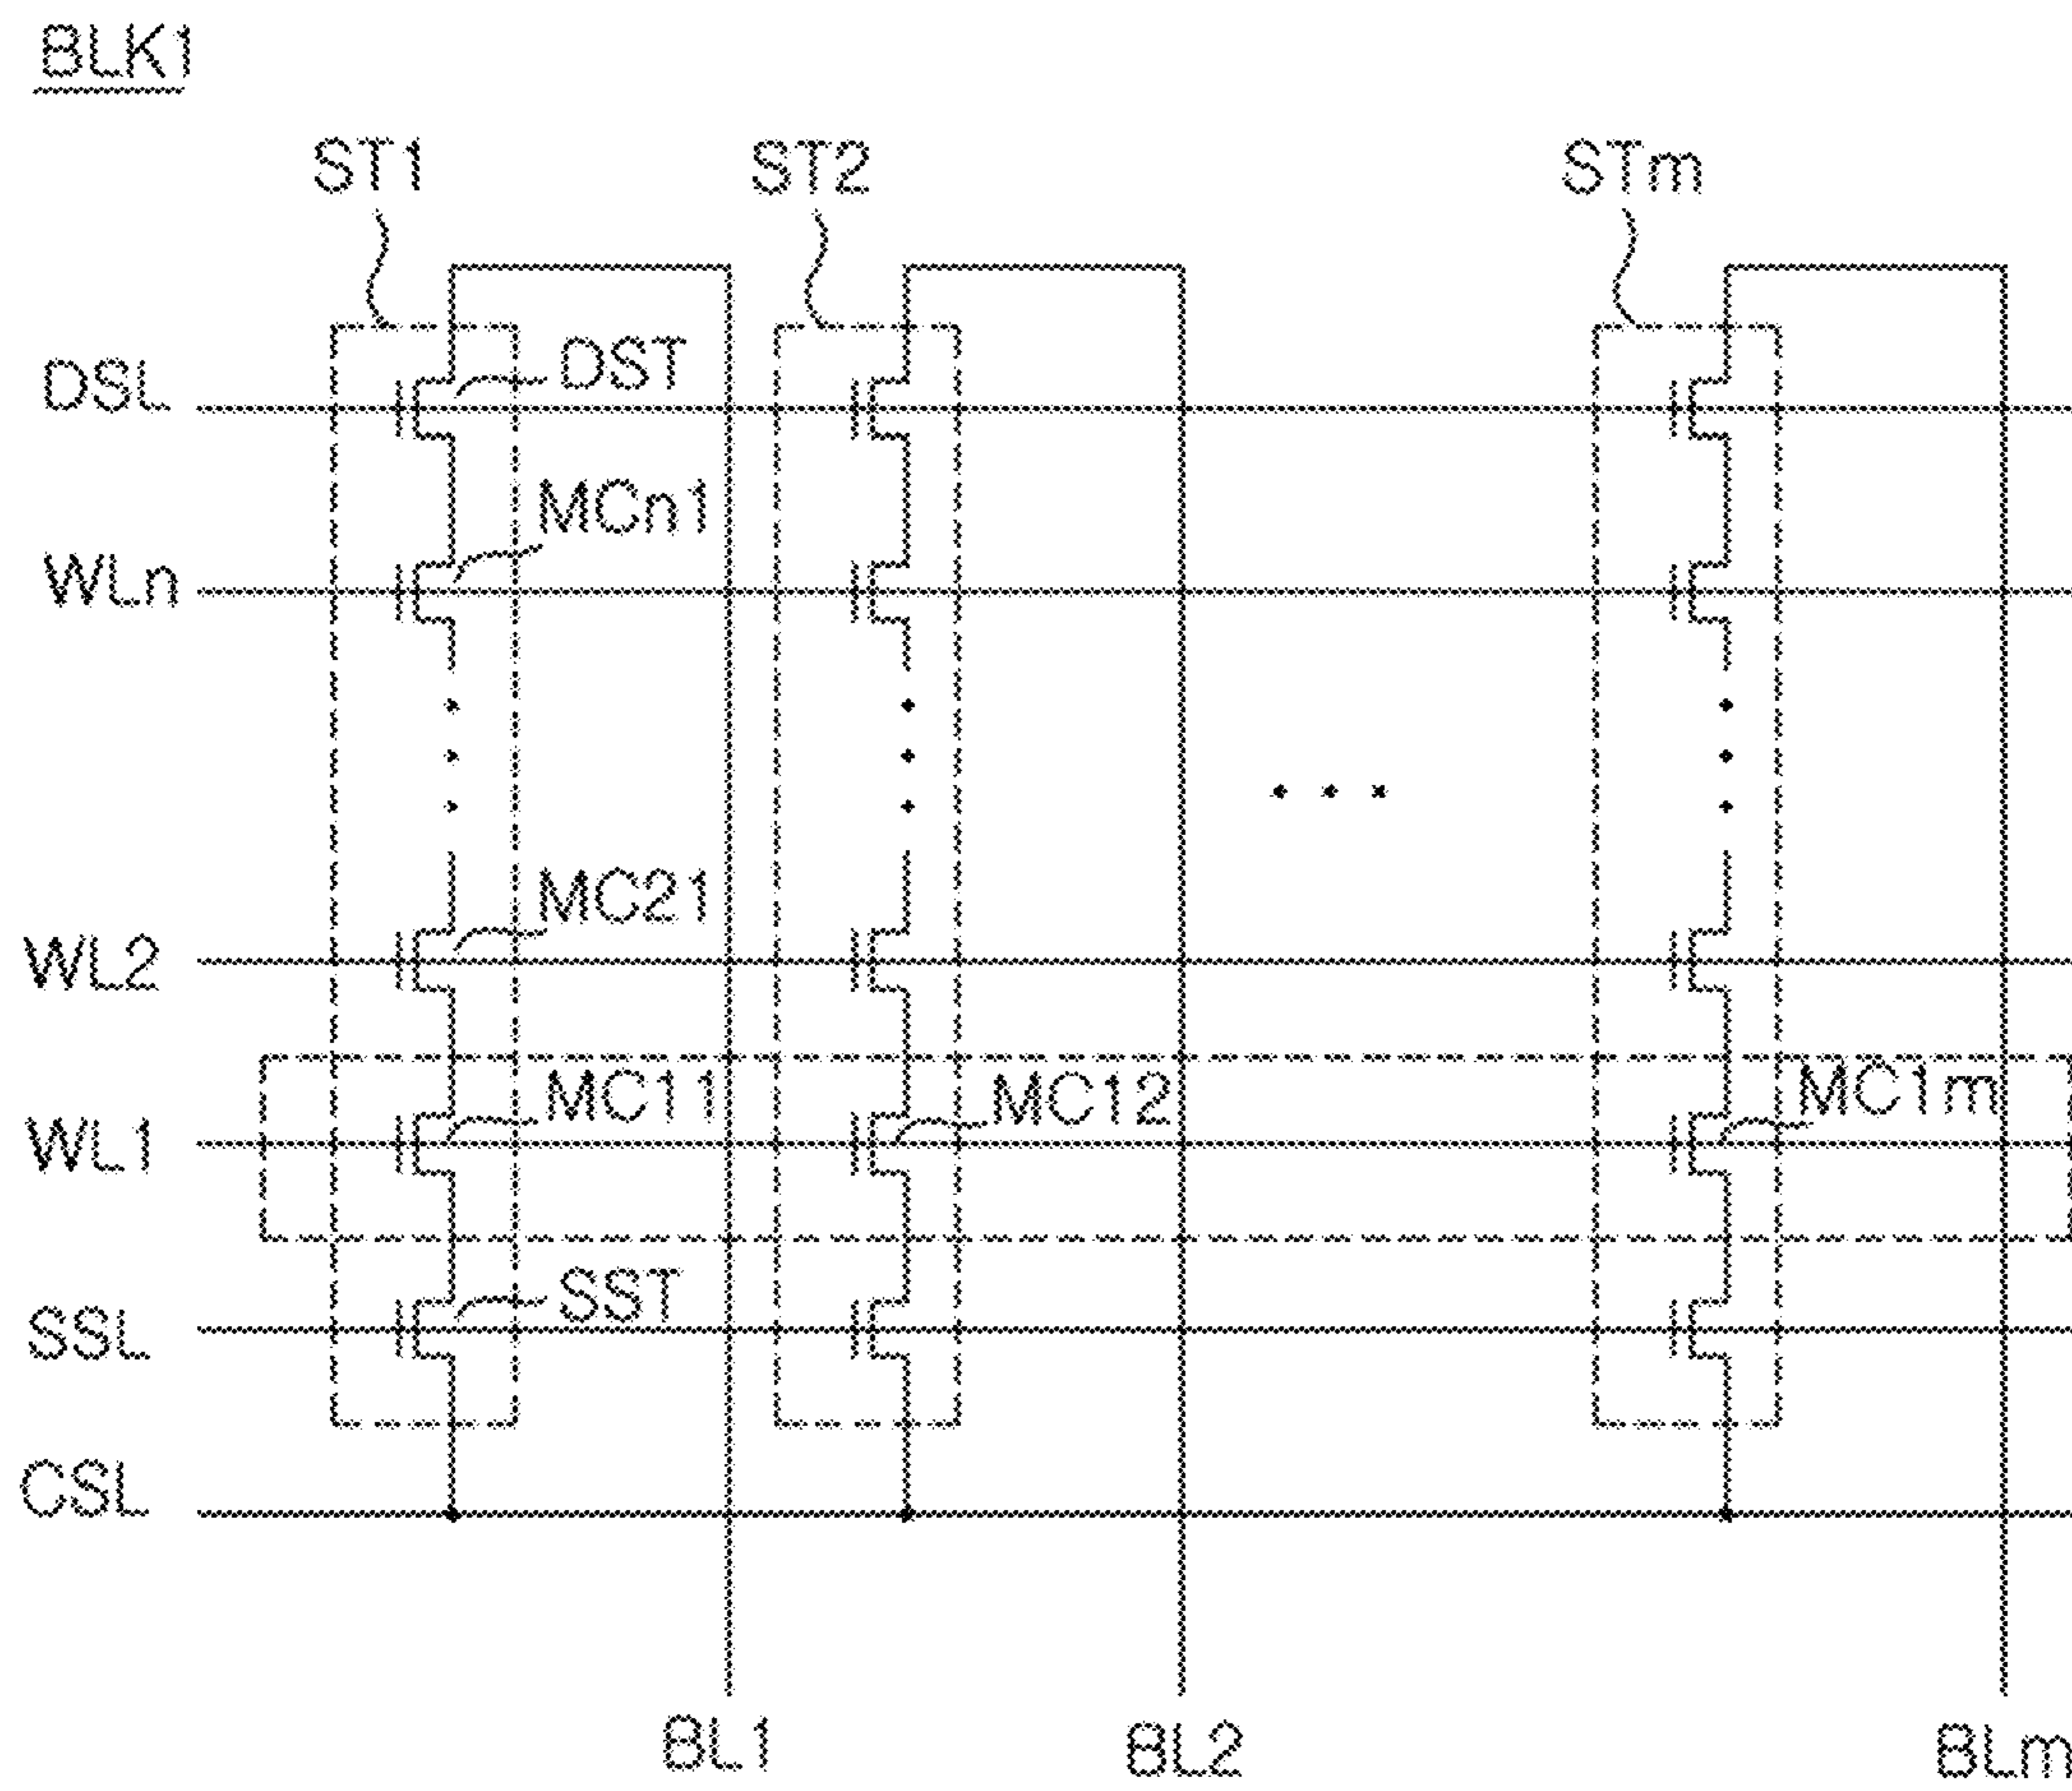 BLK1
ST1 ST2 STm
DSL DST
MCn1
WLn
MC21
WL2
MC11 MC12 MC1m
WL1
SST
SSL
CSL
BL1 BL2 BLm